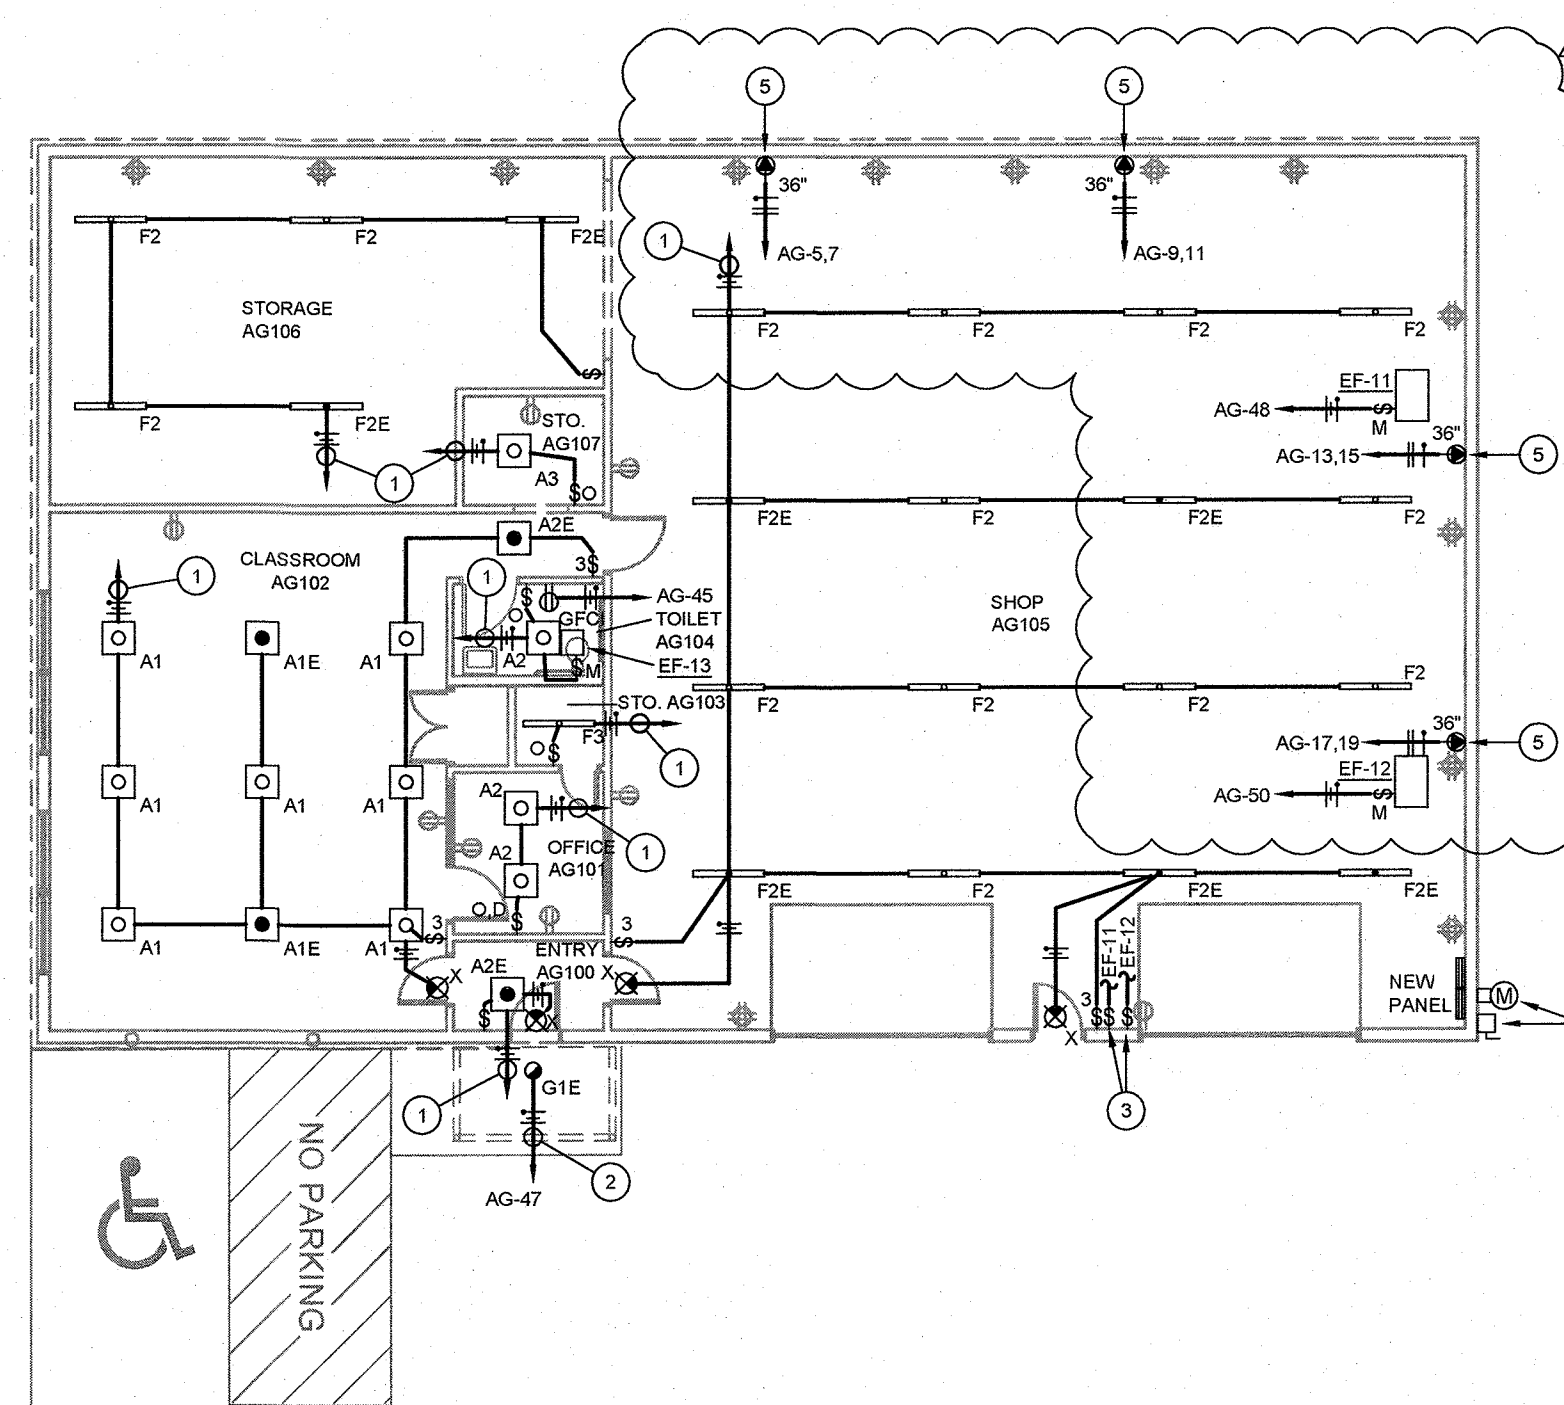 5
5
36"
36"
1
AG-5,7
AG-9,11
F2
F2
F2E
STORAGE
AG106
F2
F2
F2
F2
EF-11
AG-48
M
F2
F2E
STO.
AG107
A3
O
1
36"
AG-13,15
5
F2E
F2
F2E
F2
A2E
3
CLASSROOM
AG102
1
1
AG-45
O
GFC
TOILET
AG104
A2
M
EF-13
SHOP
AG105
A1
A1E
A1
F2
F2
F2
F2
STO. AG103
F3
O
1
36"
AG-17,19
5
EF-12
AG-50
M
A1
A1
A1
A2
A2
OFFICE
AG101
1
O,D
F2E
F2
F2E
F2E
A1
A1E
A1
3
3
ENTRY
AG100
X
A2E
X
X
EF-11
EF-12
3
X
NEW
PANEL
M
G1E
1
3
2
AG-47
NO PARKING